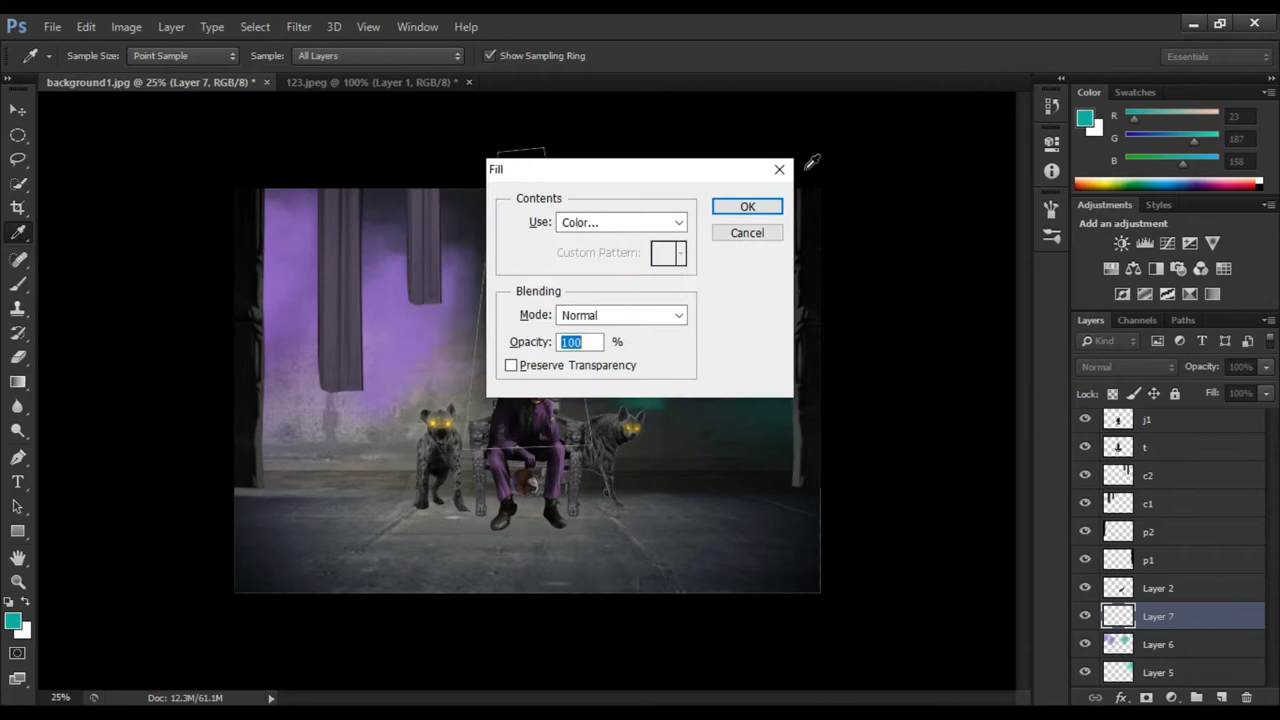 Ps File Edit Image Layer Type Select Filter 3D View Window Help
Sample Size: Point Sample Sample: All Layers Show Sampling Ring Essentials
background1.jpg @ 25% (Layer 7, RGB/8) * × 123.jpeg @ 100% (Layer 1, RGB/8) * ×
Fill
Contents
Use: Color...
Custom Pattern:
Blending
Mode: Normal
Opacity: 100 %
Preserve Transparency
OK
Cancel
Color Swatches
R 23
G 187
B 158
Adjustments Styles
Add an adjustment
Layers Channels Paths
Kind
Normal Opacity: 100%
Lock: Fill: 100%
j1
t
c2
c1
p2
p1
Layer 2
Layer 7
Layer 6
Layer 5
25% Doc: 12.3M/61.1M